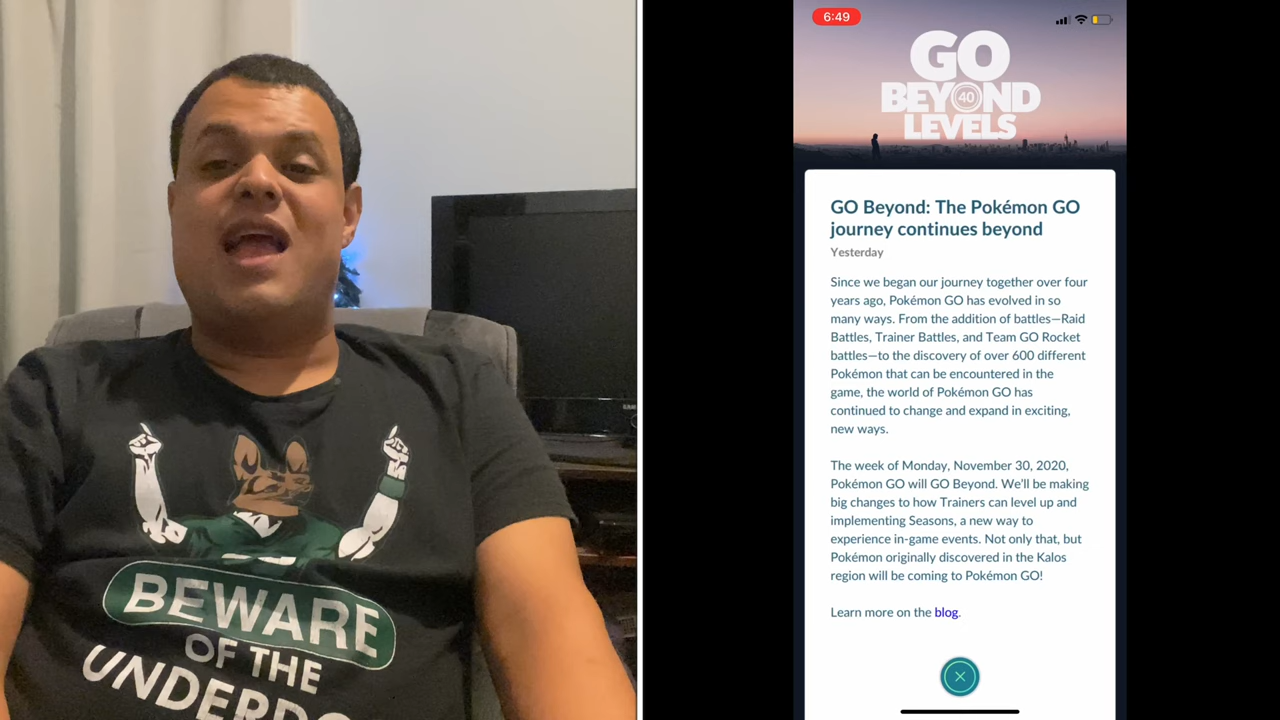 BEWARE
OF THE
UNDERDO
6:49
GO
BEYOND
40
LEVELS
GO Beyond: The Pokémon GO
journey continues beyond
Yesterday
Since we began our journey together over four
years ago, Pokémon GO has evolved in so
many ways. From the addition of battles—Raid
Battles, Trainer Battles, and Team GO Rocket
battles—to the discovery of over 600 different
Pokémon that can be encountered in the
game, the world of Pokémon GO has
continued to change and expand in exciting,
new ways.
The week of Monday, November 30, 2020,
Pokémon GO will GO Beyond. We'll be making
big changes to how Trainers can level up and
implementing Seasons, a new way to
experience in-game events. Not only that, but
Pokémon originally discovered in the Kalos
region will be coming to Pokémon GO!
Learn more on the blog.